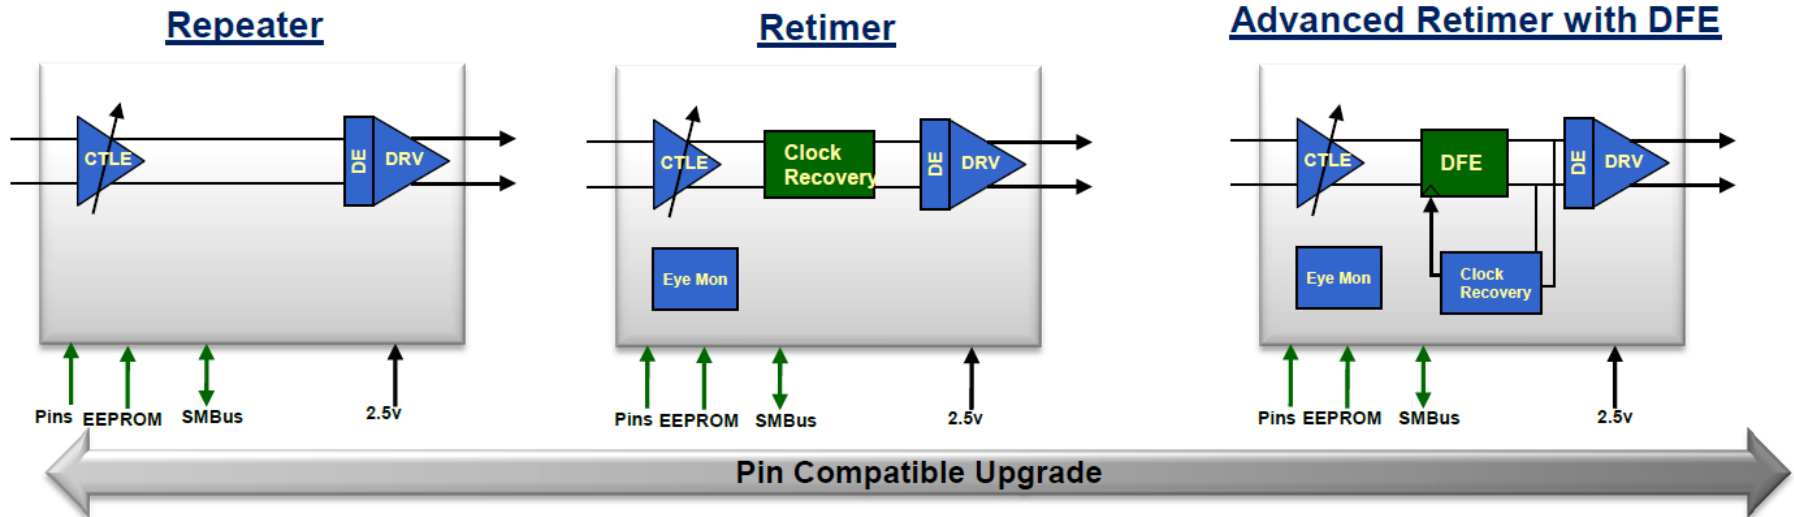 Repeater
Retimer
Advanced Retimer with DFE
CTLE
DE
DRV
CTLE
Clock
Recovery
DE
DRV
Eye Mon
CTLE
DFE
DE
DRV
Eye Mon
Clock
Recovery
Pins
EEPROM
SMBus
2.5v
Pins
EEPROM
SMBus
2.5v
Pins
EEPROM
SMBus
2.5v
Pin Compatible Upgrade